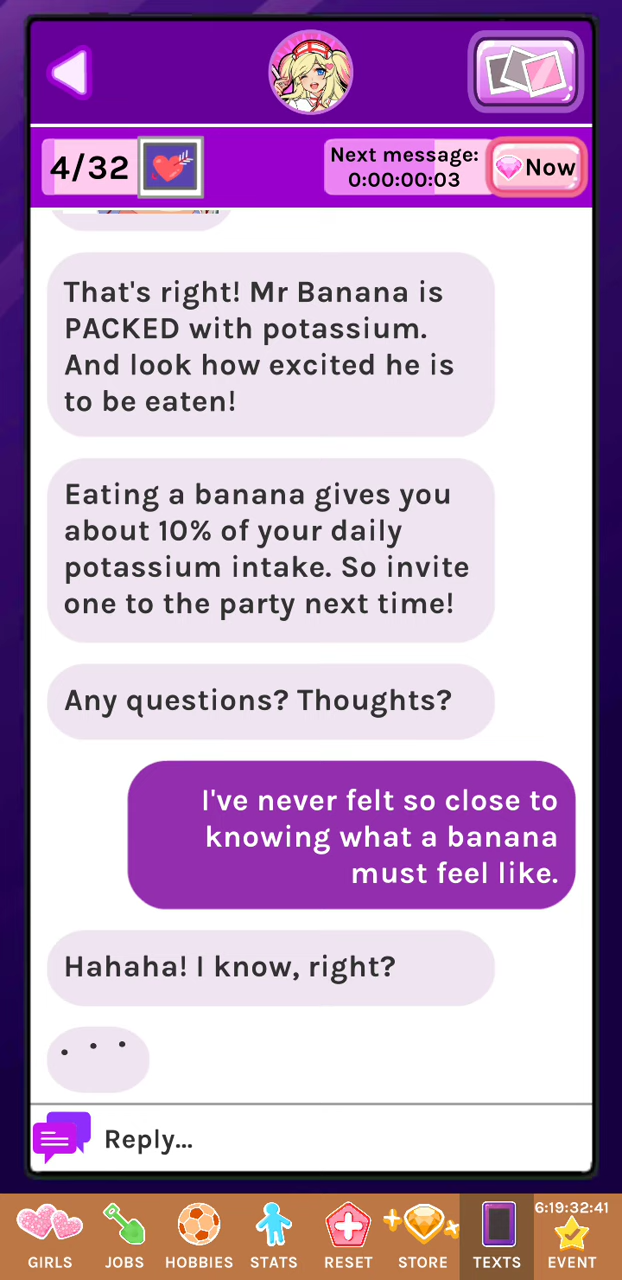 4/32
Next message:
0:00:00:03
Now
That's right! Mr Banana is
PACKED with potassium.
And look how excited he is
to be eaten!
Eating a banana gives you
about 10% of your daily
potassium intake. So invite
one to the party next time!
Any questions? Thoughts?
I've never felt so close to
knowing what a banana
must feel like.
Hahaha! I know, right?
. . .
Reply...
6:19:32:41
GIRLS
JOBS
HOBBIES
STATS
RESET
STORE
TEXTS
EVENT